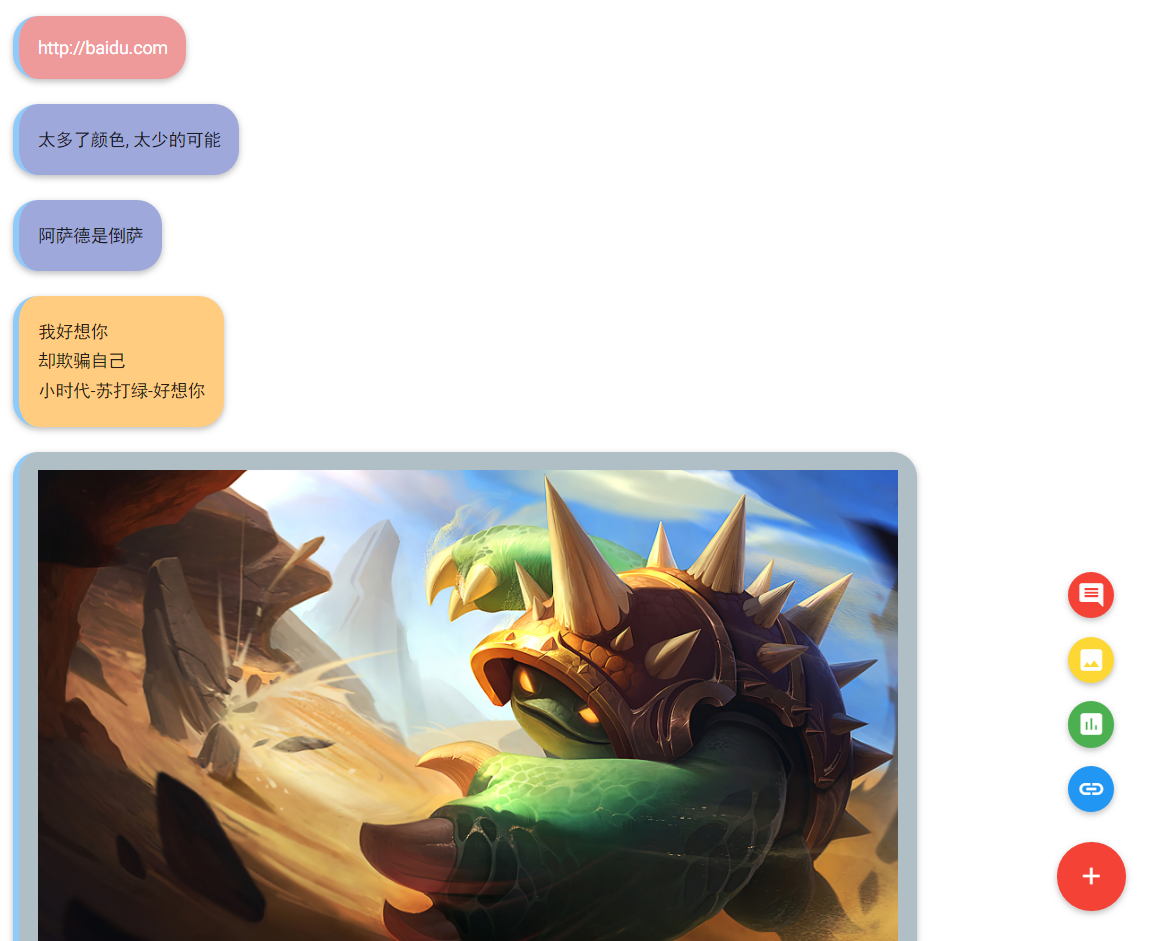 http://baidu.com
太多了颜色, 太少的可能
阿萨德是倒萨
我好想你
却欺骗自己
小时代-苏打绿-好想你